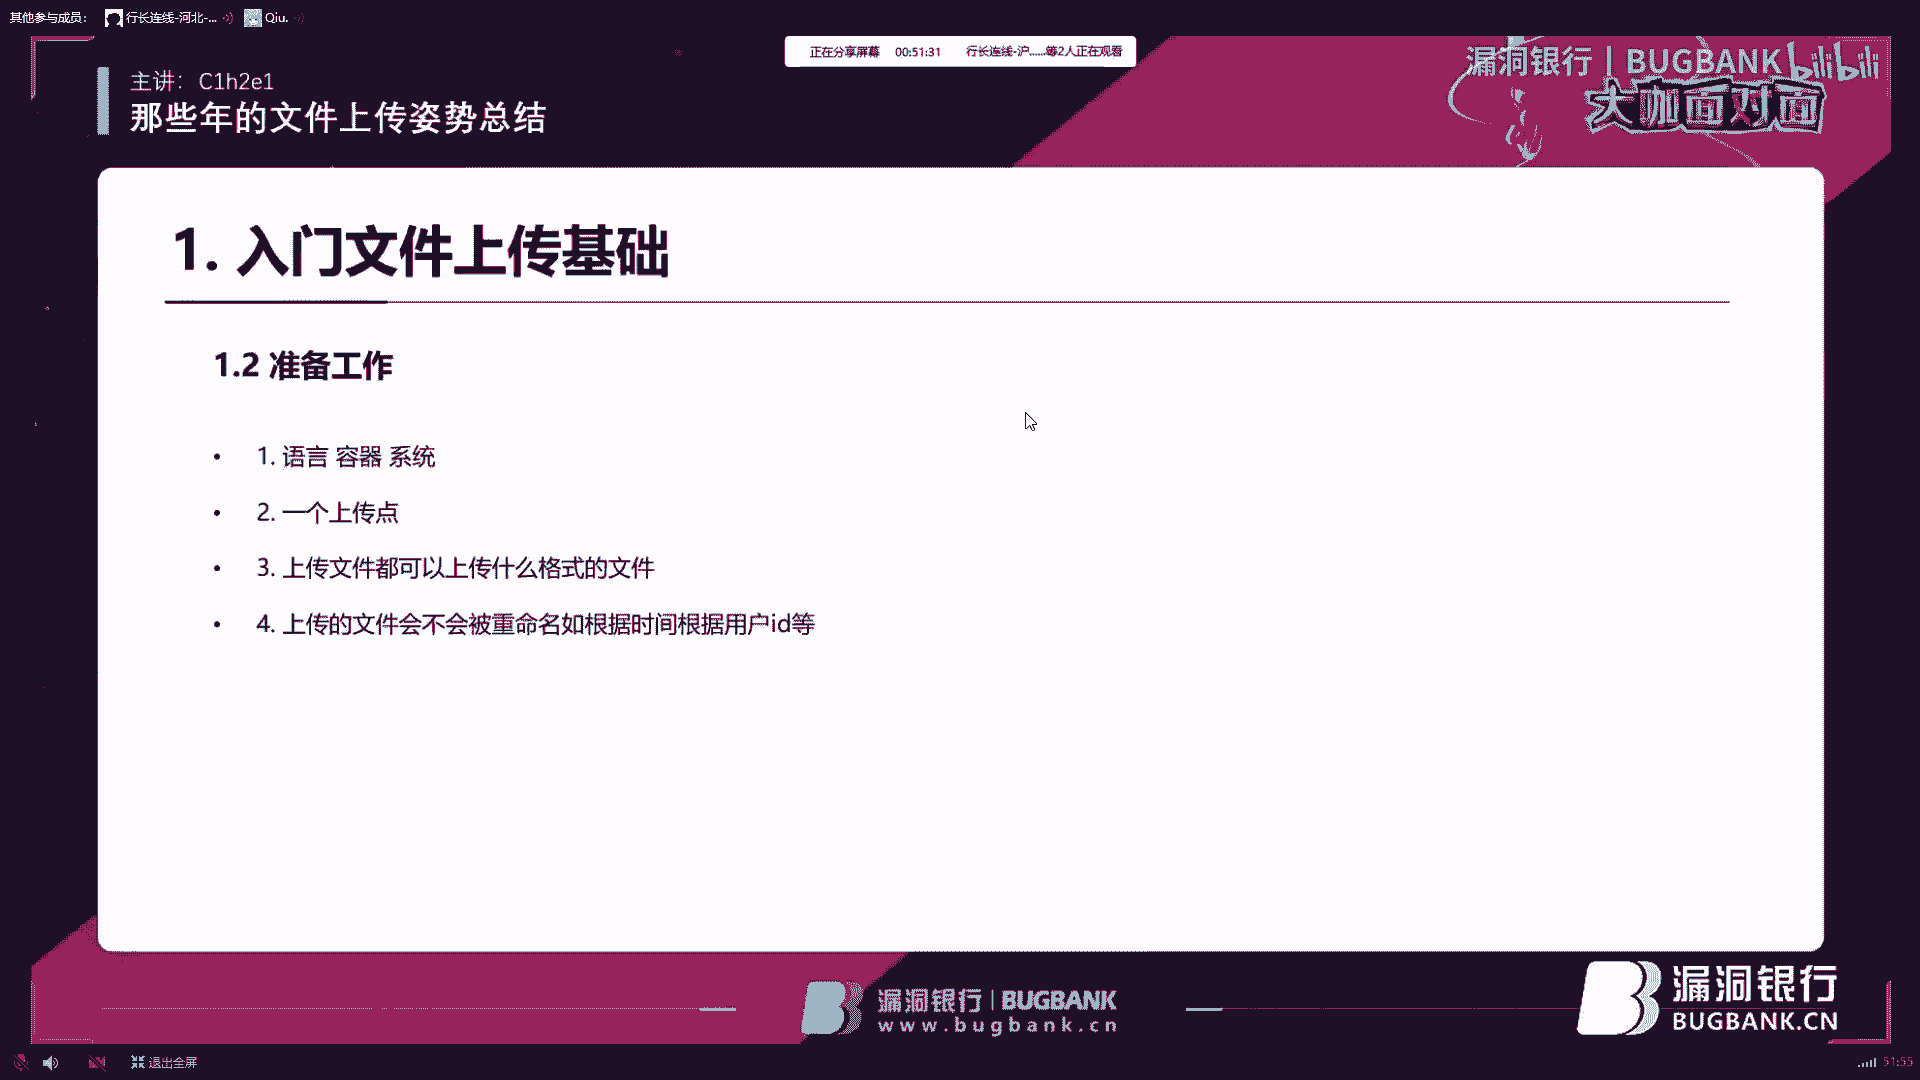 其他参与成员： 行长连线-河北-... Qiu.
正在分享屏幕 00:51:31 行长连线-沪......等2人正在观看
漏洞银行 | BUGBANK bilibili
大咖面对面
主讲：C1h2e1
那些年的文件上传姿势总结
1. 入门文件上传基础
1.2 准备工作
• 1. 语言 容器 系统
• 2. 一个上传点
• 3. 上传文件都可以上传什么格式的文件
• 4. 上传的文件会不会被重命名如根据时间根据用户id等
漏洞银行 | BUGBANK
www.bugbank.cn
漏洞银行
BUGBANK.CN
退出全屏
51:55